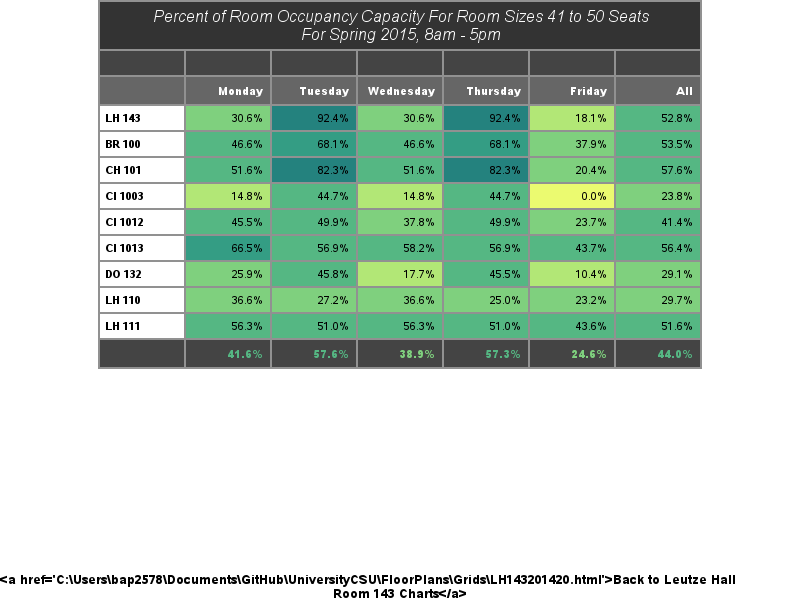 Percent of Room Occupancy Capacity For Room Sizes 41 to 50 Seats
For Spring 2015, 8am - 5pm
Monday Tuesday Wednesday Thursday Friday All
LH 143 30.6% 92.4% 30.6% 92.4% 18.1% 52.8%
BR 100 46.6% 68.1% 46.6% 68.1% 37.9% 53.5%
CH 101 51.6% 82.3% 51.6% 82.3% 20.4% 57.6%
CI 1003 14.8% 44.7% 14.8% 44.7% 0.0% 23.8%
CI 1012 45.5% 49.9% 37.8% 49.9% 23.7% 41.4%
CI 1013 66.5% 56.9% 58.2% 56.9% 43.7% 56.4%
DO 132 25.9% 45.8% 17.7% 45.5% 10.4% 29.1%
LH 110 36.6% 27.2% 36.6% 25.0% 23.2% 29.7%
LH 111 56.3% 51.0% 56.3% 51.0% 43.6% 51.6%
41.6% 57.6% 38.9% 57.3% 24.6% 44.0%
<a href='C:\Users\bap2578\Documents\GitHub\UniversityCSU\FloorPlans\Grids\LH143201420.html'>Back to Leutze Hall
Room 143 Charts</a>